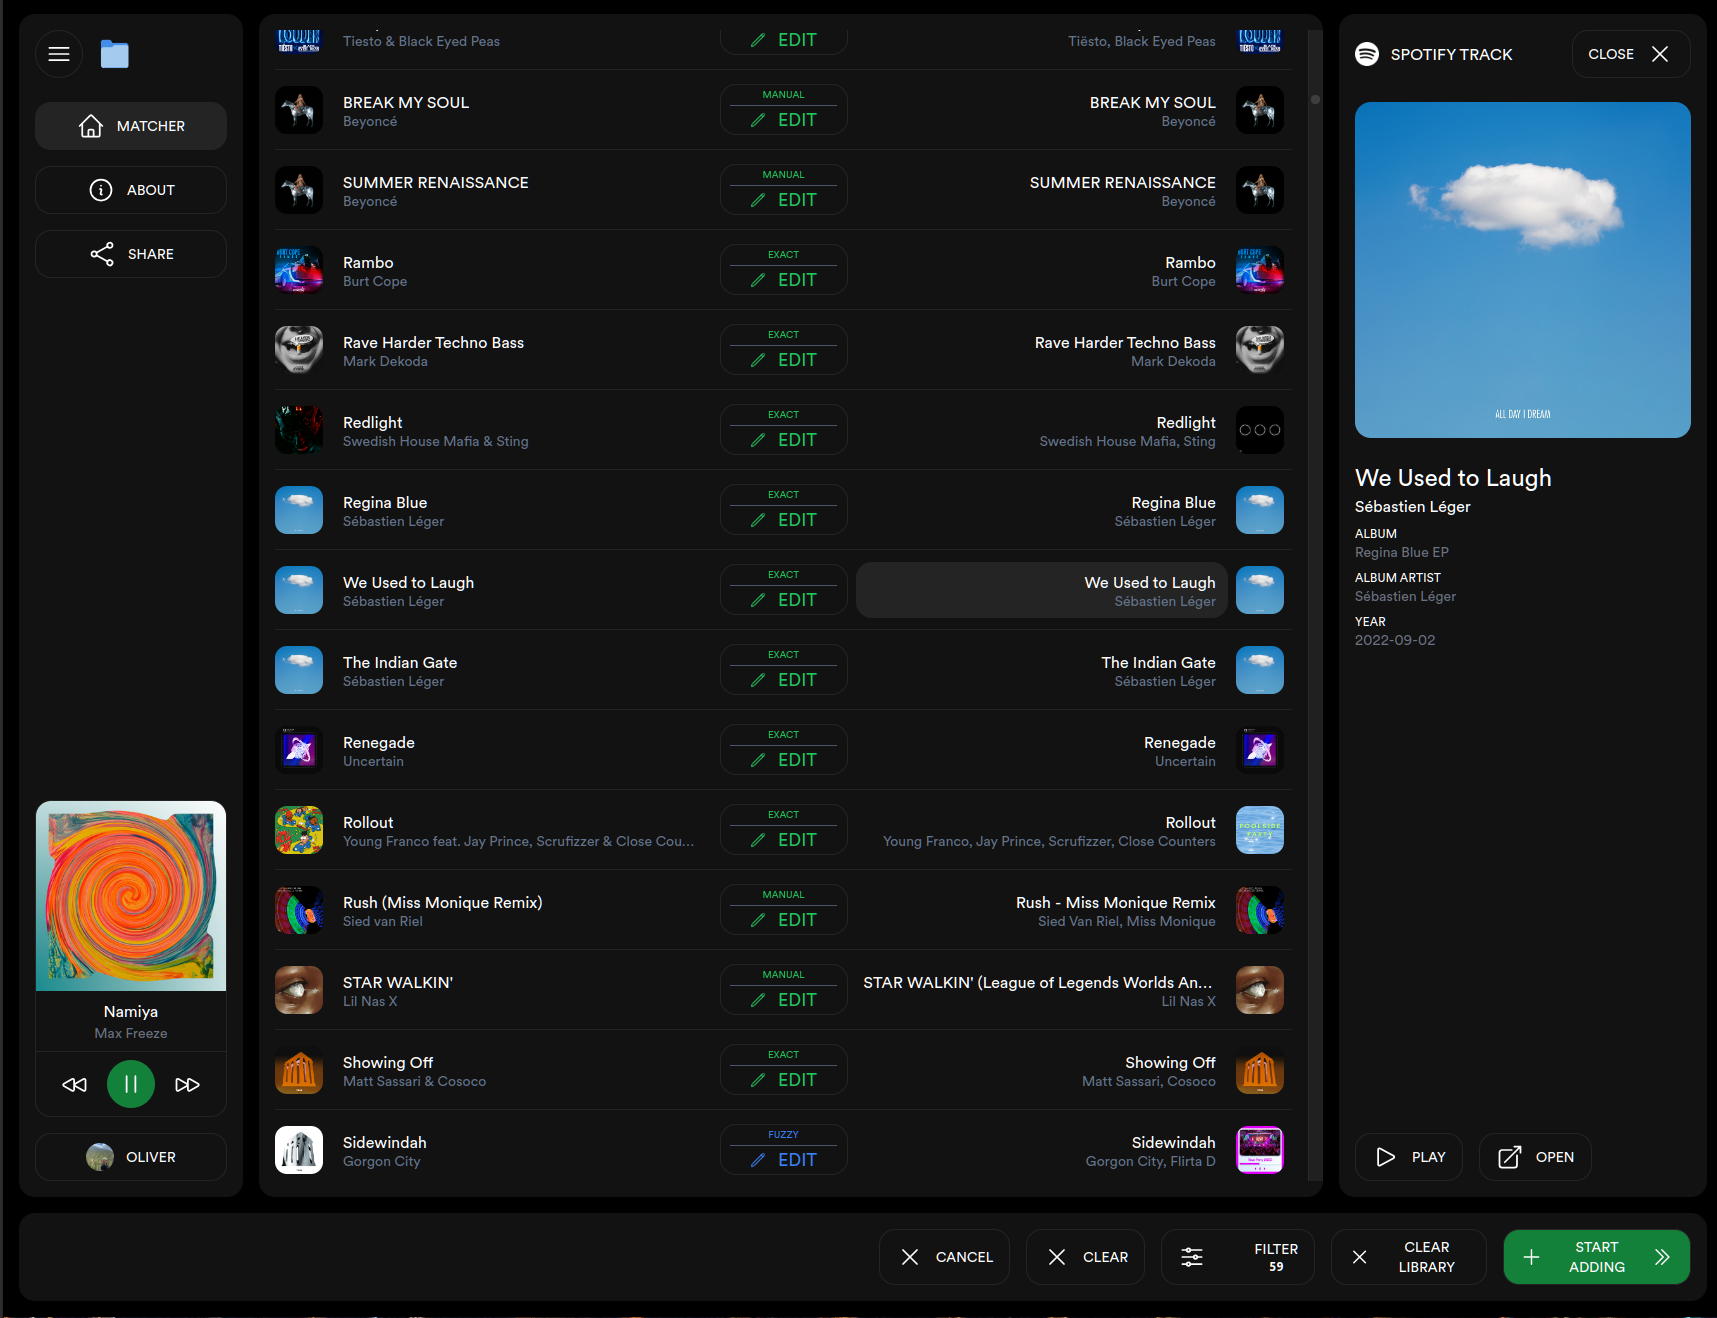 MATCHER
ABOUT
SHARE
Namiya
Max Freeze
OLIVER
Tiesto & Black Eyed Peas
EDIT
Tiësto, Black Eyed Peas
BREAK MY SOUL
Beyoncé
MANUAL
EDIT
BREAK MY SOUL
Beyoncé
SUMMER RENAISSANCE
Beyoncé
MANUAL
EDIT
SUMMER RENAISSANCE
Beyoncé
Rambo
Burt Cope
EXACT
EDIT
Rambo
Burt Cope
Rave Harder Techno Bass
Mark Dekoda
EXACT
EDIT
Rave Harder Techno Bass
Mark Dekoda
Redlight
Swedish House Mafia & Sting
EXACT
EDIT
Redlight
Swedish House Mafia, Sting
Regina Blue
Sébastien Léger
EXACT
EDIT
Regina Blue
Sébastien Léger
We Used to Laugh
Sébastien Léger
EXACT
EDIT
We Used to Laugh
Sébastien Léger
The Indian Gate
Sébastien Léger
EXACT
EDIT
The Indian Gate
Sébastien Léger
Renegade
Uncertain
EXACT
EDIT
Renegade
Uncertain
Rollout
Young Franco feat. Jay Prince, Scrufizzer & Close Cou...
EXACT
EDIT
Rollout
Young Franco, Jay Prince, Scrufizzer, Close Counters
POOLSIDE
PARTY
Rush (Miss Monique Remix)
Sied van Riel
MANUAL
EDIT
Rush - Miss Monique Remix
Sied Van Riel, Miss Monique
STAR WALKIN'
Lil Nas X
MANUAL
EDIT
STAR WALKIN' (League of Legends Worlds An...
Lil Nas X
Showing Off
Matt Sassari & Cosoco
EXACT
EDIT
Showing Off
Matt Sassari, Cosoco
Sidewindah
Gorgon City
FUZZY
EDIT
Sidewindah
Gorgon City, Flirta D
SPOTIFY TRACK
CLOSE
ALL DAY I DREAM
We Used to Laugh
Sébastien Léger
ALBUM
Regina Blue EP
ALBUM ARTIST
Sébastien Léger
YEAR
2022-09-02
PLAY
OPEN
CANCEL
CLEAR
FILTER
59
CLEAR
LIBRARY
START
ADDING